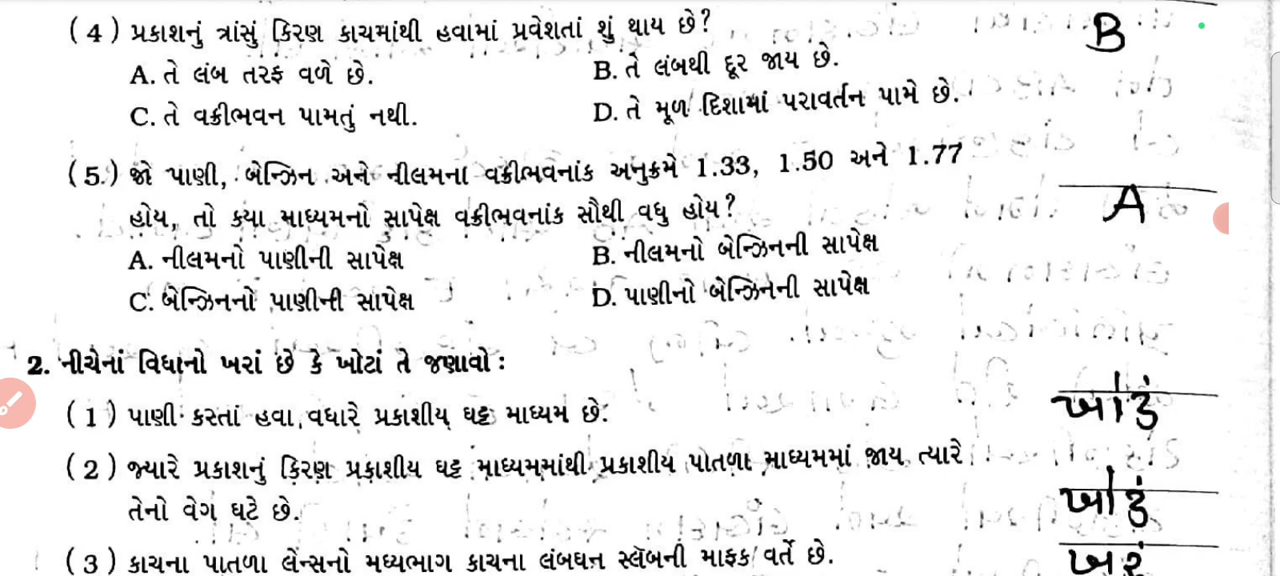 (4) પ્રકાશનું ત્રાંસું કિરણ કાચમાંથી હવામાં પ્રવેશતાં શું થાય છે? B
A. તે લંબ તરફ વળે છે. B. તે લંબથી દૂર જાય છે.
C. તે વક્રીભવન પામતું નથી. D. તે મૂળ દિશામાં પરાવર્તન પામે છે.
(5) જો પાણી, બેન્ઝિન અને નીલમના વક્રીભવનાંક અનુક્રમે 1.33, 1.50 અને 1.77
હોય, તો કયા માધ્યમનો સાપેક્ષ વક્રીભવનાંક સૌથી વધુ હોય? A
A. નીલમનો પાણીની સાપેક્ષ B. નીલમનો બેન્ઝિનની સાપેક્ષ
C. બેન્ઝિનનો પાણીની સાપેક્ષ D. પાણીનો બેન્ઝિનની સાપેક્ષ
2. નીચેનાં વિધાનો ખરાં છે કે ખોટાં તે જણાવો :
(1) પાણી કરતાં હવા વધારે પ્રકાશીય ઘટ્ટ માધ્યમ છે. ખોટું
(2) જ્યારે પ્રકાશનું કિરણ પ્રકાશીય ઘટ્ટ માધ્યમમાંથી પ્રકાશીય પાતળા માધ્યમમાં જાય ત્યારે
તેનો વેગ ઘટે છે. ખોટું
(3) કાચના પાતળા લેન્સનો મધ્યભાગ કાચના લંબઘન સ્લૅબની માફક વર્તે છે. ખરું